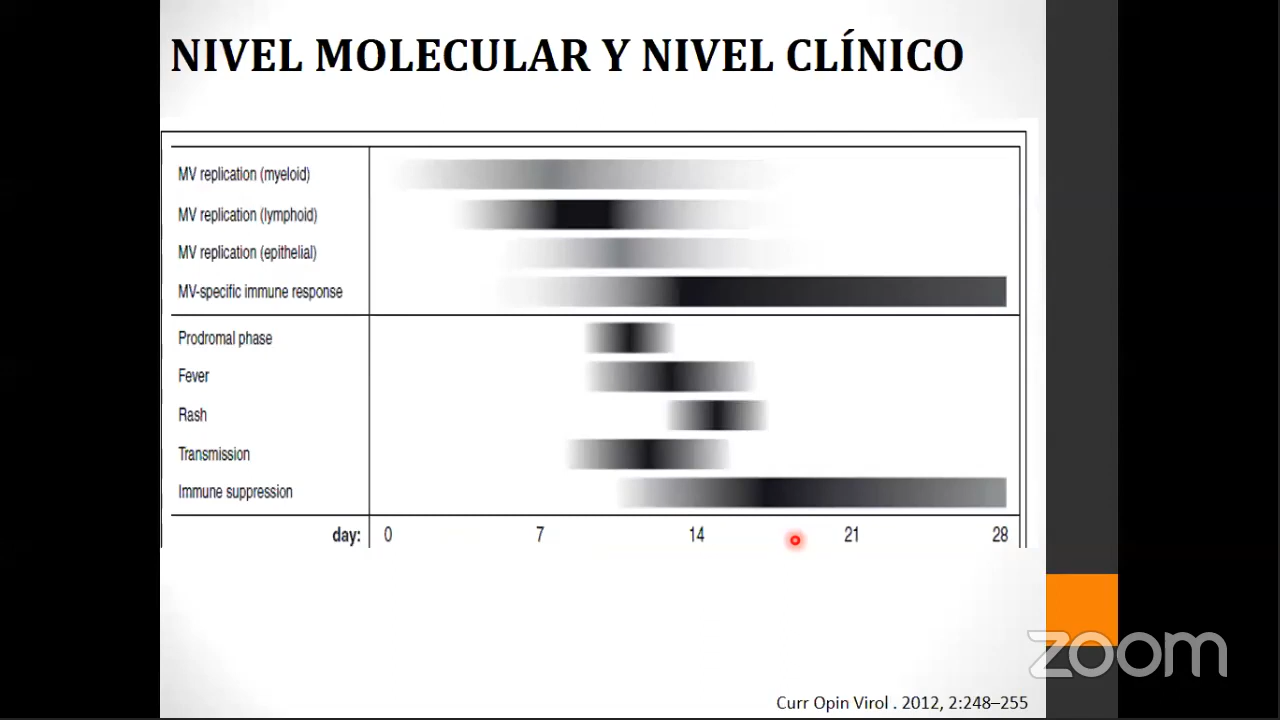 NIVEL MOLECULAR Y NIVEL CLÍNICO
MV replication (myeloid)
MV replication (lymphoid)
MV replication (epithelial)
MV-specific immune response
Prodromal phase
Fever
Rash
Transmission
Immune suppression
day: 0 7 14 21 28
zoom
Curr Opin Virol . 2012, 2:248–255